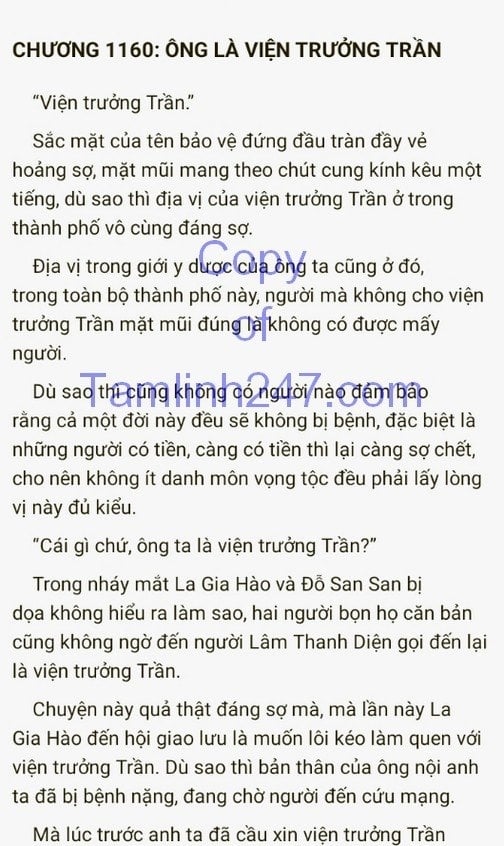 CHƯƠNG 1160: ÔNG LÀ VIỆN TRƯỞNG TRẦN
“Viện trưởng Trần.”
Sắc mặt của tên bảo vệ đứng đầu tràn đầy vẻ
hoảng sợ, mặt mũi mang theo chút cung kính kêu một
tiếng, dù sao thì địa vị của viện trưởng Trần ở trong
thành phố vô cùng đáng sợ.
Địa vị trong giới y dược của ông ta cũng ở đó,
trong toàn bộ thành phố này, người mà không cho viện
trưởng Trần mặt mũi đúng là không có được mấy
người.
Dù sao thì cũng không có người nào đảm bảo
rằng cả một đời này đều sẽ không bị bệnh, đặc biệt là
những người có tiền, càng có tiền thì lại càng sợ chết,
cho nên không ít danh môn vọng tộc đều phải lấy lòng
vị này đủ kiểu.
“Cái gì chứ, ông ta là viện trưởng Trần?”
Trong nháy mắt La Gia Hào và Đỗ San San bị
dọa không hiểu ra làm sao, hai người bọn họ căn bản
cũng không ngờ đến người Lâm Thanh Diện gọi đến lại
là viện trưởng Trần.
Chuyện này quả thật đáng sợ mà, mà lần này La
Gia Hào đến hội giao lưu là muốn lôi kéo làm quen với
viện trưởng Trần. Dù sao thì bản thân của ông nội anh
ta đã bị bệnh nặng, đang chờ người đến cứu mạng.
Mà lúc trước anh ta đã cầu xin viện trưởng Trần
Copy
of
Tamlinh247.com